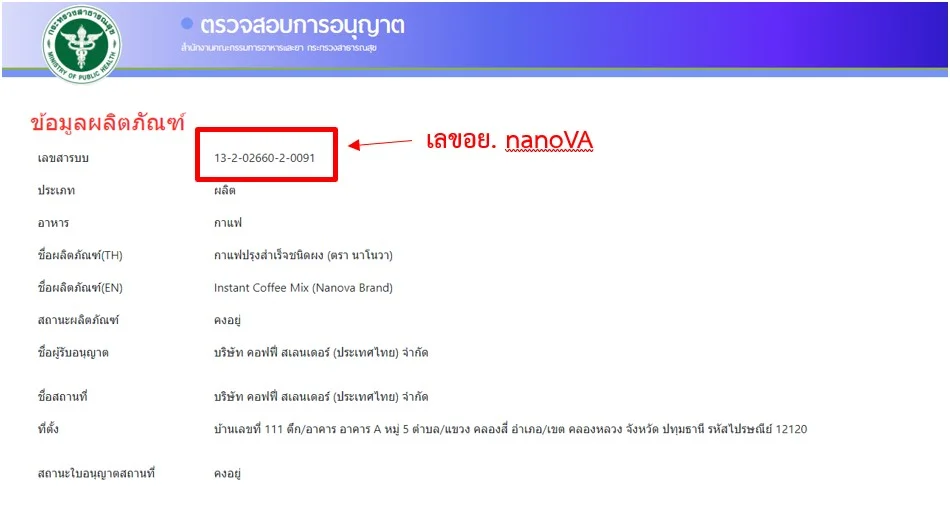 กระทรวงสาธารณสุข
MINISTRY OF PUBLIC HEALTH
ตรวจสอบการอนุญาต
สำนักงานคณะกรรมการอาหารและยา กระทรวงสาธารณสุข
ข้อมูลผลิตภัณฑ์
เลขสารบบ 13-2-02660-2-0091 เลขอย. nanoVA
ประเภท ผลิต
อาหาร กาแฟ
ชื่อผลิตภัณฑ์(TH) กาแฟปรุงสำเร็จชนิดผง (ตรา นาโนวา)
ชื่อผลิตภัณฑ์(EN) Instant Coffee Mix (Nanova Brand)
สถานะผลิตภัณฑ์ คงอยู่
ชื่อผู้รับอนุญาต บริษัท คอฟฟี่ สเลนเดอร์ (ประเทศไทย) จำกัด
ชื่อสถานที่ บริษัท คอฟฟี่ สเลนเดอร์ (ประเทศไทย) จำกัด
ที่ตั้ง บ้านเลขที่ 111 ตึก/อาคาร อาคาร A หมู่ 5 ตำบล/แขวง คลองสี่ อำเภอ/เขต คลองหลวง จังหวัด ปทุมธานี รหัสไปรษณีย์ 12120
สถานะใบอนุญาตสถานที่ คงอยู่